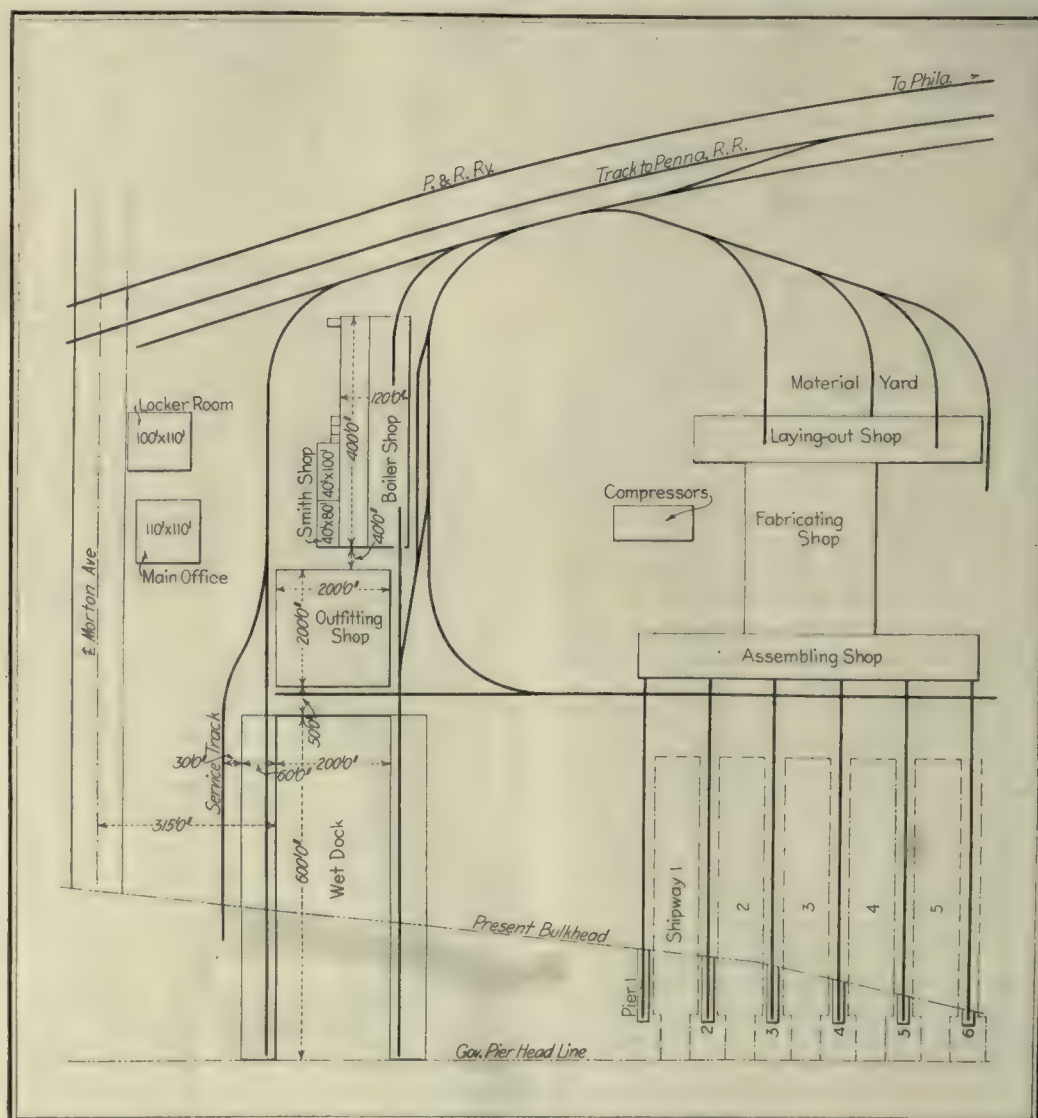 To Phila.
P. & R. Ry.
Track to Penna. R. R.
Locker Room
100'x110'
110'x110'
Main Office
℄ Morton Ave
Smith Shop
40'x80'
40'x100'
400'0"
120'0"
Boiler Shop
40'0"
200'0"
200'0"
Outfitting
Shop
50'0"
Service Track
30'0"
60'0"
200'0"
315'0"
600'0"
Wet Dock
Material Yard
Laying-out Shop
Compressors
Fabricating
Shop
Assembling Shop
Shipway 1
2
3
4
5
Present Bulkhead
Pier 1
2
3
4
5
6
Gov. Pier Head Line